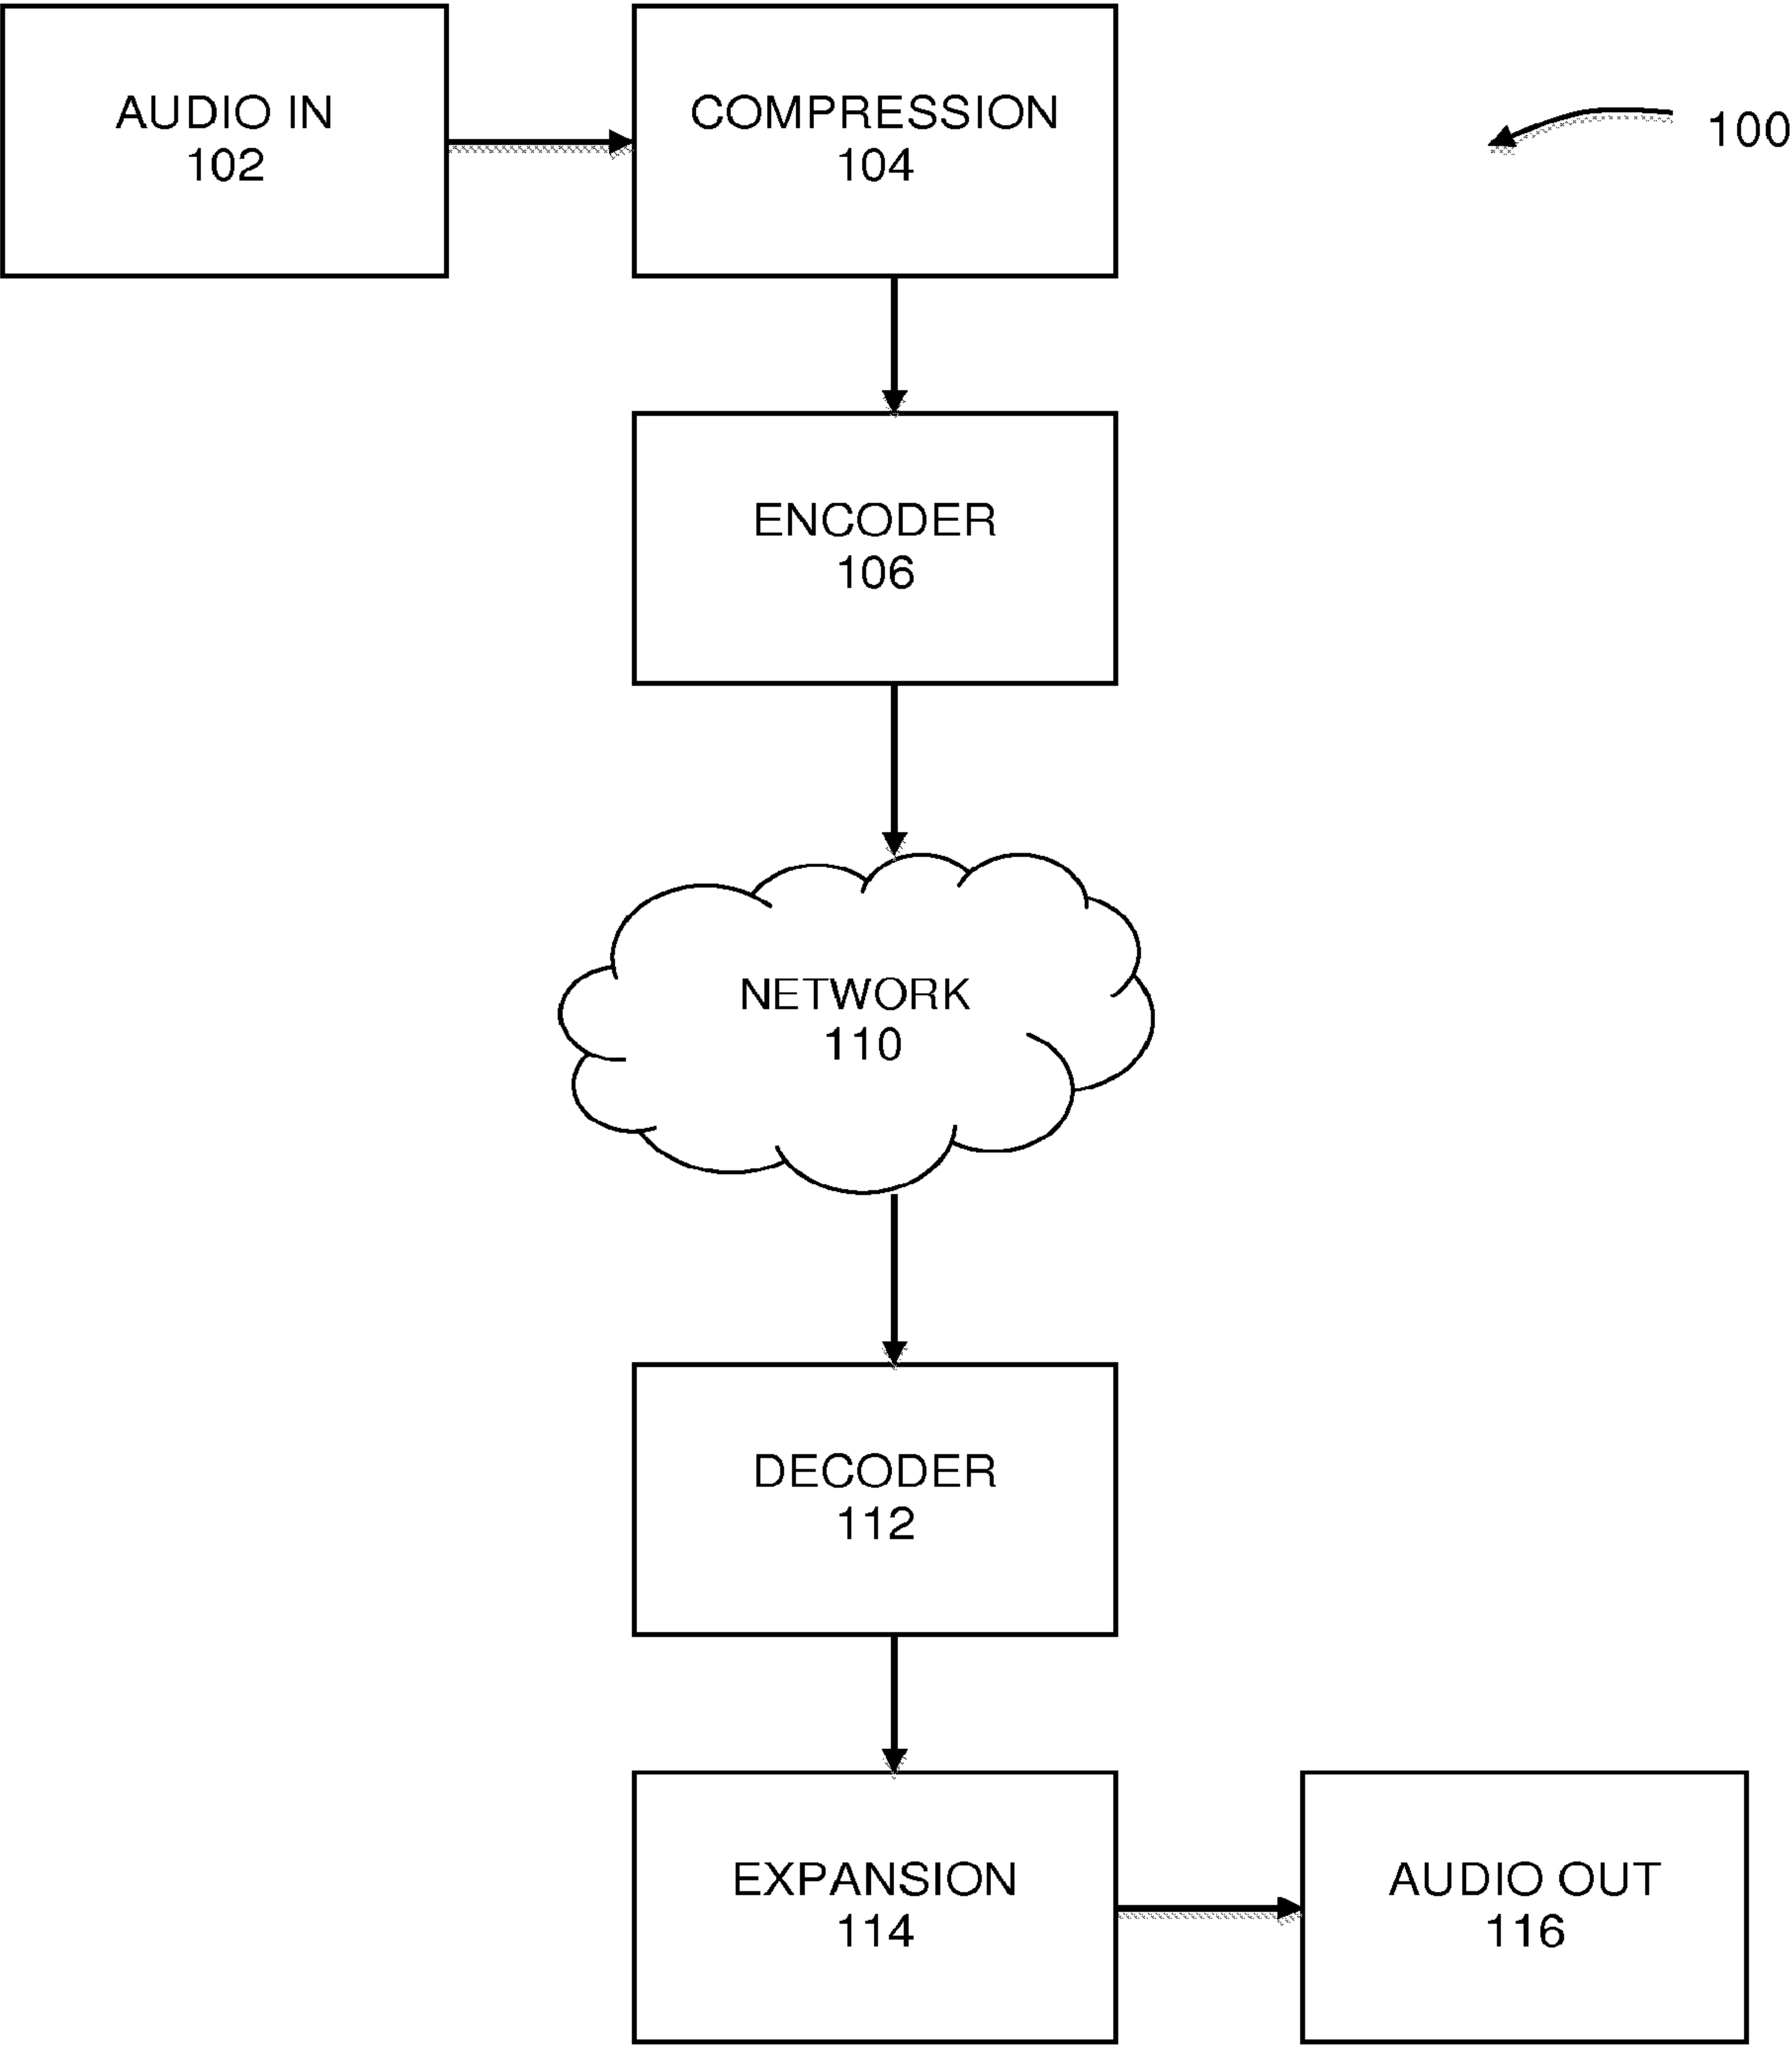 AUDIO IN
102
COMPRESSION
104
100
ENCODER
106
NETWORK
110
DECODER
112
EXPANSION
114
AUDIO OUT
116